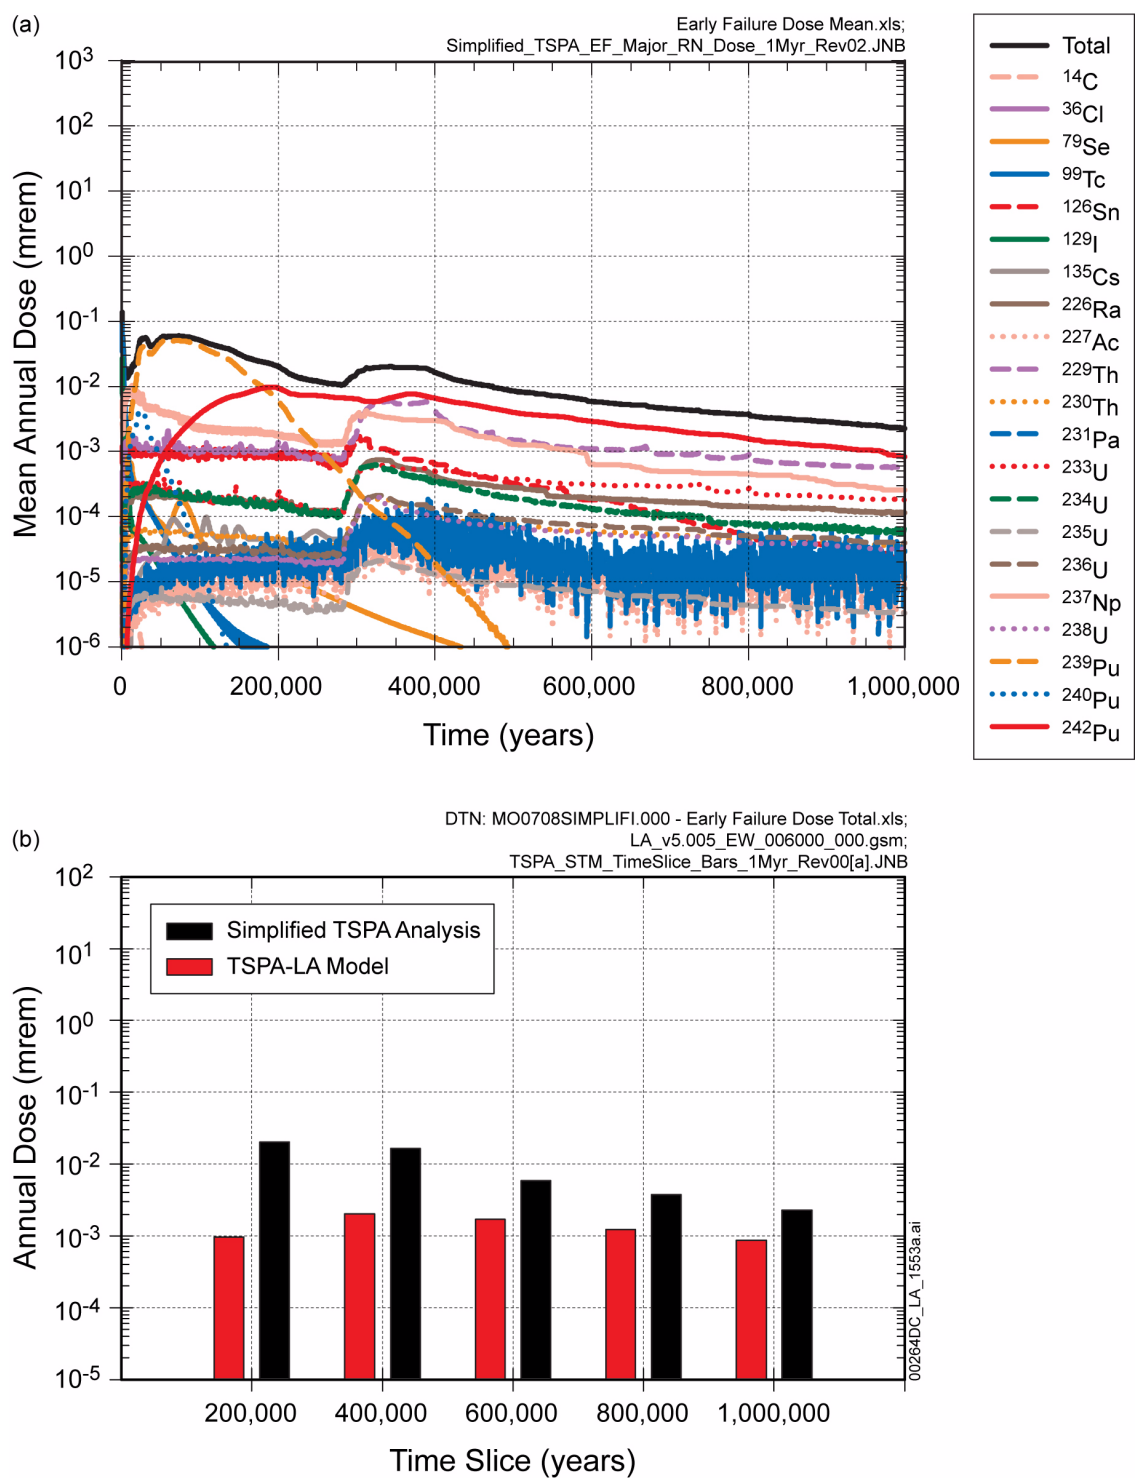 (a)
Early Failure Dose Mean.xls;
Simplified_TSPA_EF_Major_RN_Dose_1Myr_Rev02.JNB
Mean Annual Dose (mrem)
10³
10²
10¹
10⁰
10⁻¹
10⁻²
10⁻³
10⁻⁴
10⁻⁵
10⁻⁶
0
200,000
400,000
600,000
800,000
1,000,000
Time (years)
Total
¹⁴C
³⁶Cl
⁷⁹Se
⁹⁹Tc
¹²⁶Sn
¹²⁹I
¹³⁵Cs
²²⁶Ra
²²⁷Ac
²²⁹Th
²³⁰Th
²³¹Pa
²³³U
²³⁴U
²³⁵U
²³⁶U
²³⁷Np
²³⁸U
²³⁹Pu
²⁴⁰Pu
²⁴²Pu
(b)
DTN: MO0708SIMPLIFI.000 - Early Failure Dose Total.xls;
LA_v5.005_EW_006000_000.gsm;
TSPA_STM_TimeSlice_Bars_1Myr_Rev00[a].JNB
Annual Dose (mrem)
10²
10¹
10⁰
10⁻¹
10⁻²
10⁻³
10⁻⁴
10⁻⁵
Simplified TSPA Analysis
TSPA-LA Model
200,000
400,000
600,000
800,000
1,000,000
Time Slice (years)
00264DC_LA_1553a.ai